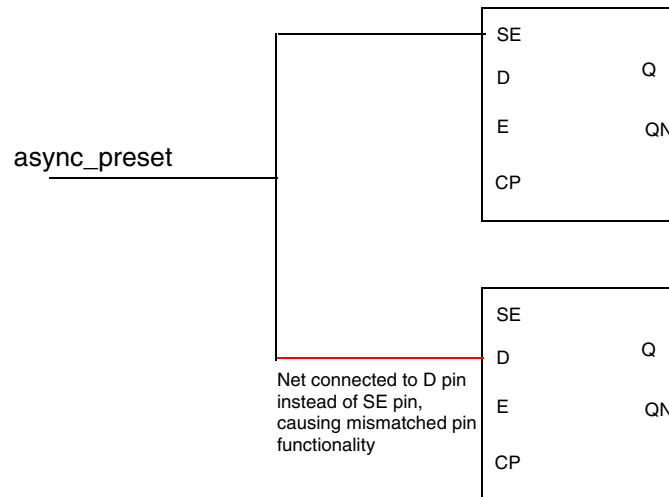 SE
D
Q
E
QN
async_preset
CP
SE
D
Q
Net connected to D pin
instead of SE pin,
causing mismatched pin
functionality
E
QN
CP